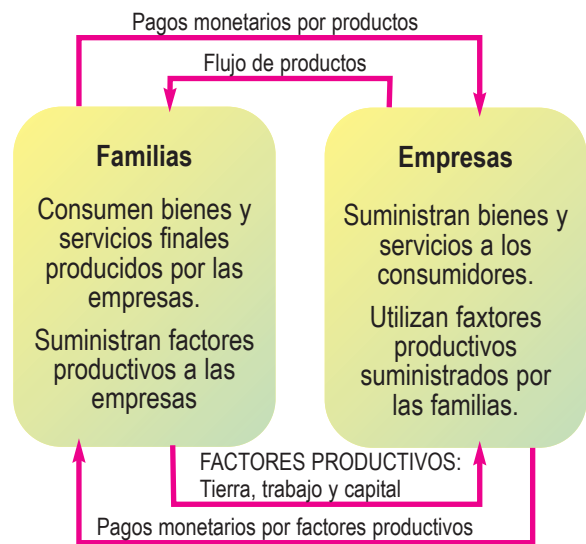 Pagos monetarios por productos
Flujo de productos
Familias
Consumen bienes y
servicios finales
producidos por las
empresas.
Suministran factores
productivos a las
empresas
Empresas
Suministran bienes y
servicios a los
consumidores.
Utilizan faxtores
productivos
suministrados por
las familias.
FACTORES PRODUCTIVOS:
Tierra, trabajo y capital
Pagos monetarios por factores productivos